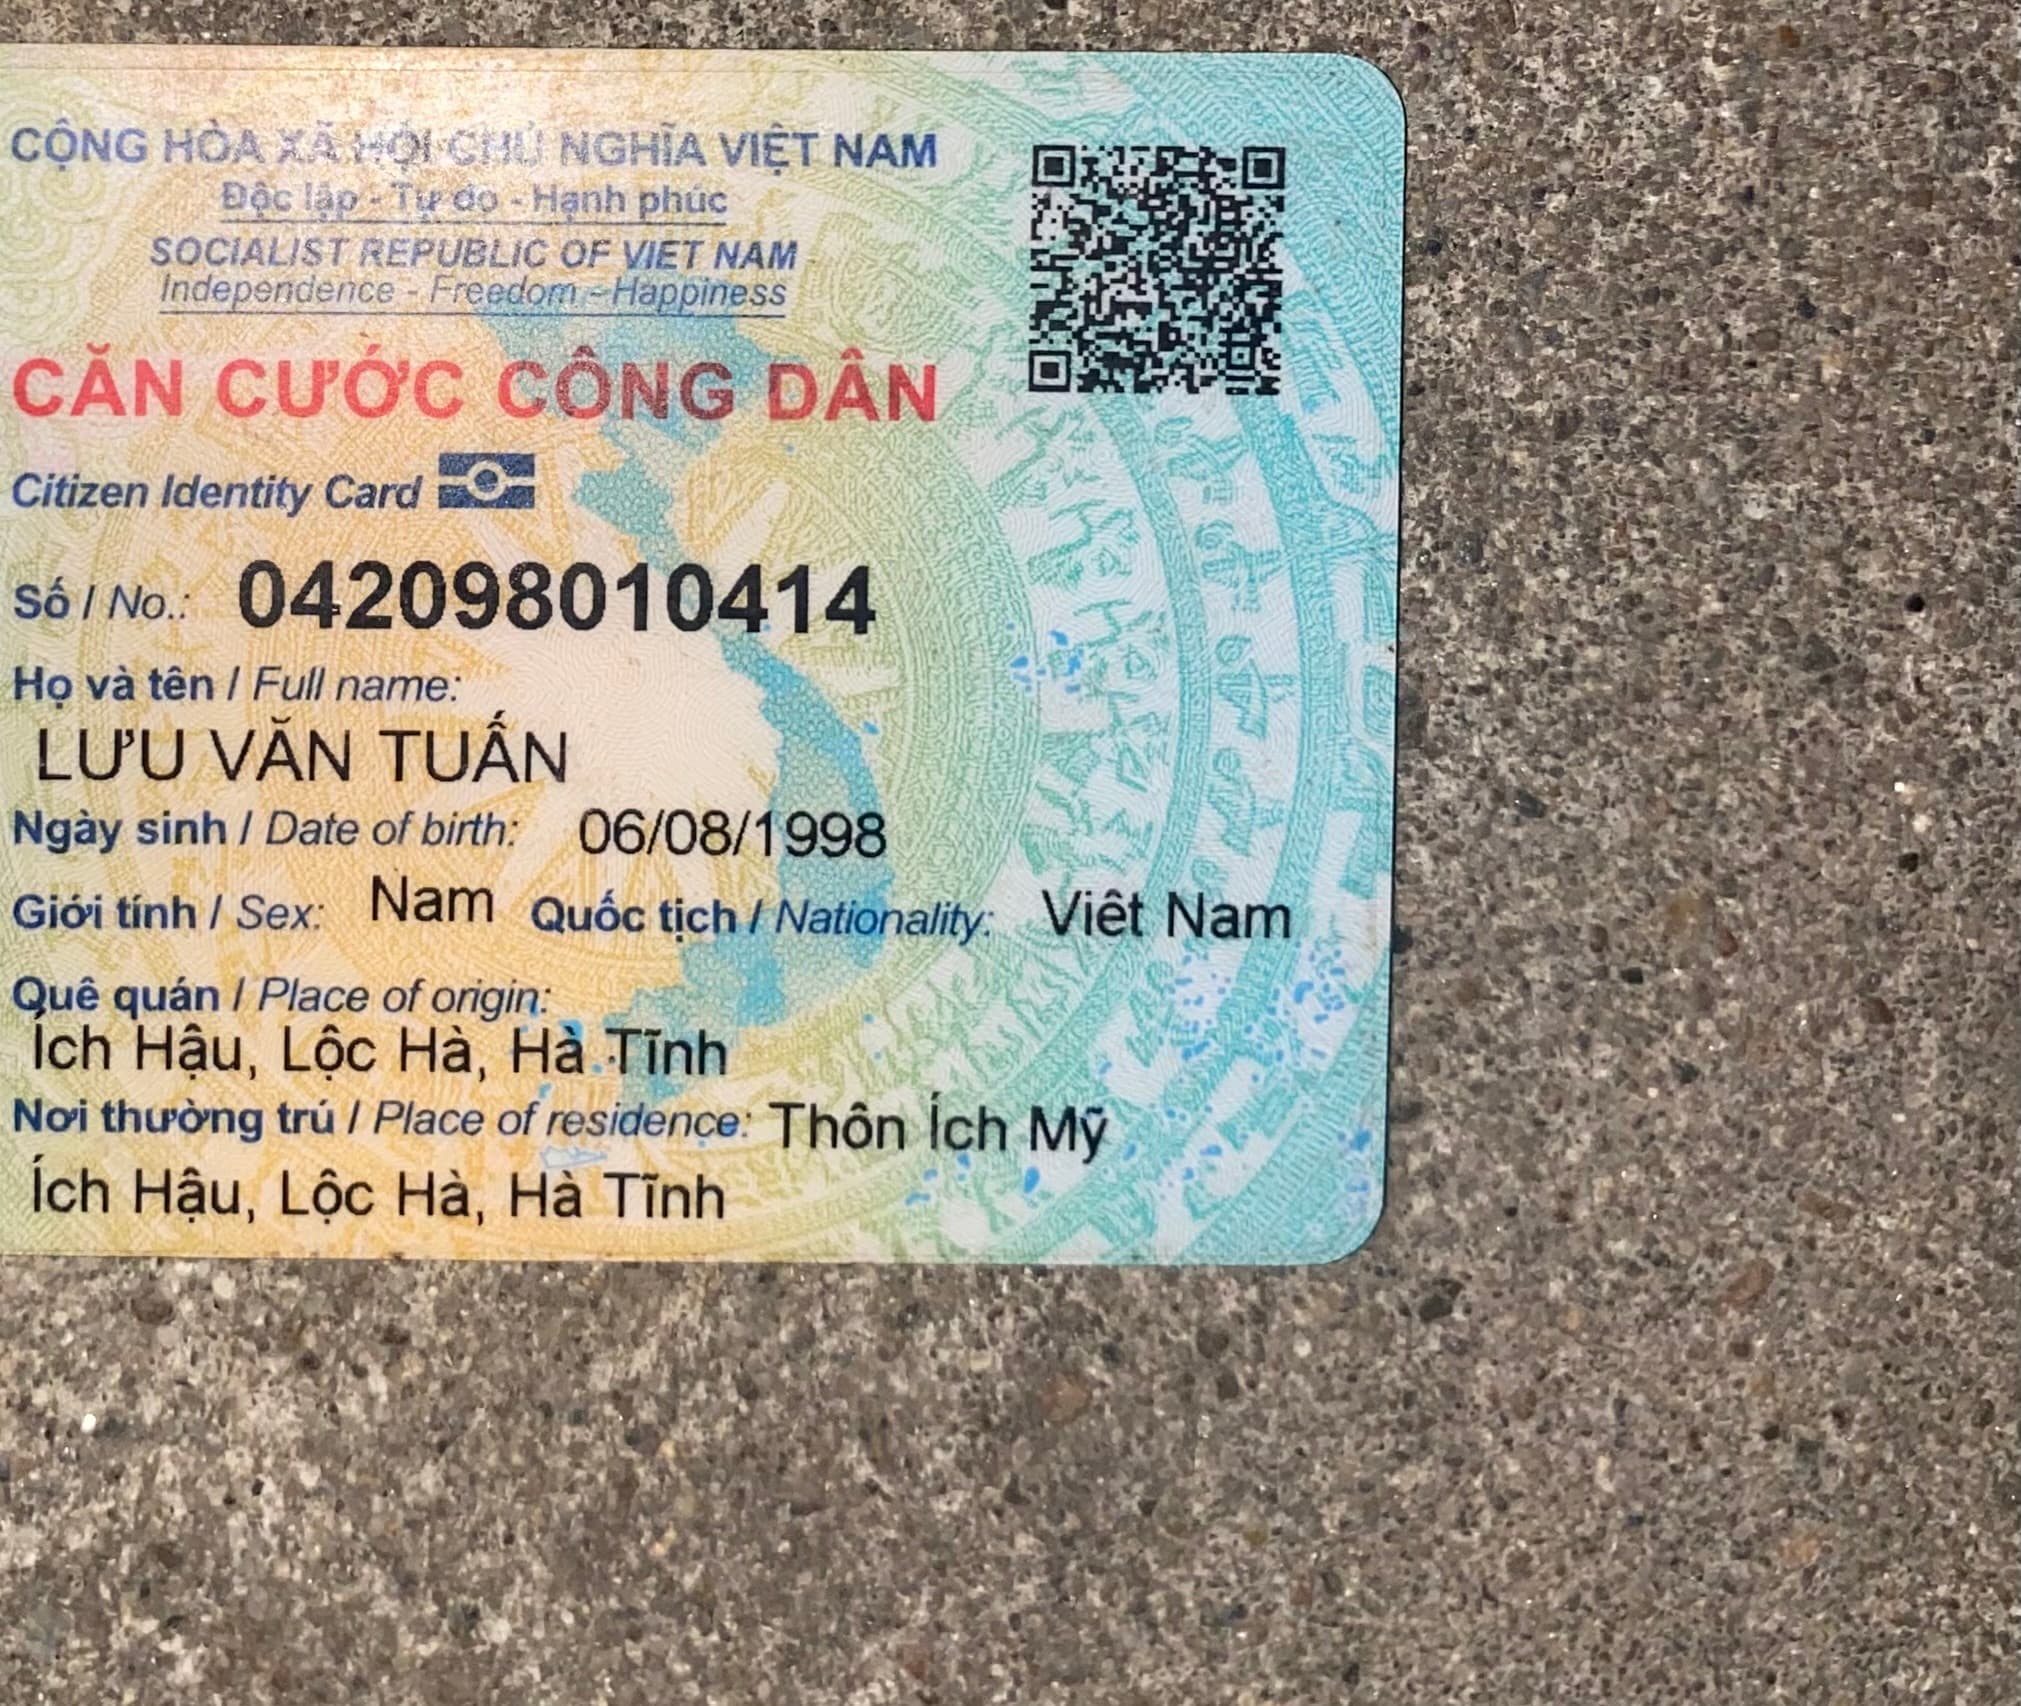 CỘNG HÒA XÃ HỘI CHỦ NGHĨA VIỆT NAM
Độc lập - Tự do - Hạnh phúc
SOCIALIST REPUBLIC OF VIET NAM
Independence - Freedom - Happiness
CĂN CƯỚC CÔNG DÂN
Citizen Identity Card
Số / No.: 042098010414
Họ và tên / Full name:
LƯU VĂN TUẤN
Ngày sinh / Date of birth: 06/08/1998
Giới tính / Sex: Nam Quốc tịch / Nationality: Việt Nam
Quê quán / Place of origin:
Ích Hậu, Lộc Hà, Hà Tĩnh
Nơi thường trú / Place of residence: Thôn Ích Mỹ
Ích Hậu, Lộc Hà, Hà Tĩnh